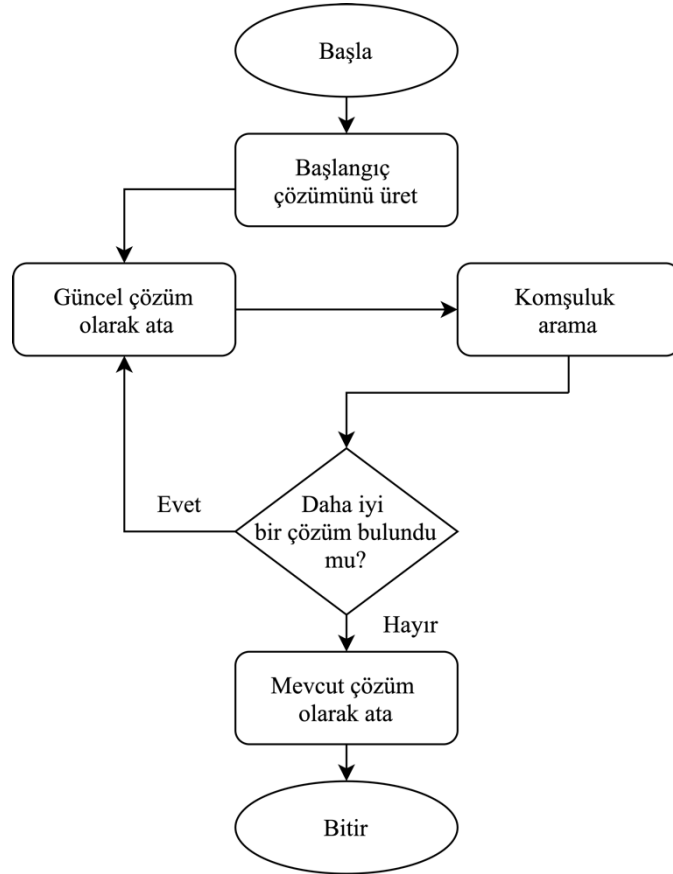 Başla
Başlangıç
çözümünü üret
Güncel çözüm
olarak ata
Komşuluk
arama
Evet
Daha iyi
bir çözüm bulundu
mu?
Hayır
Mevcut çözüm
olarak ata
Bitir